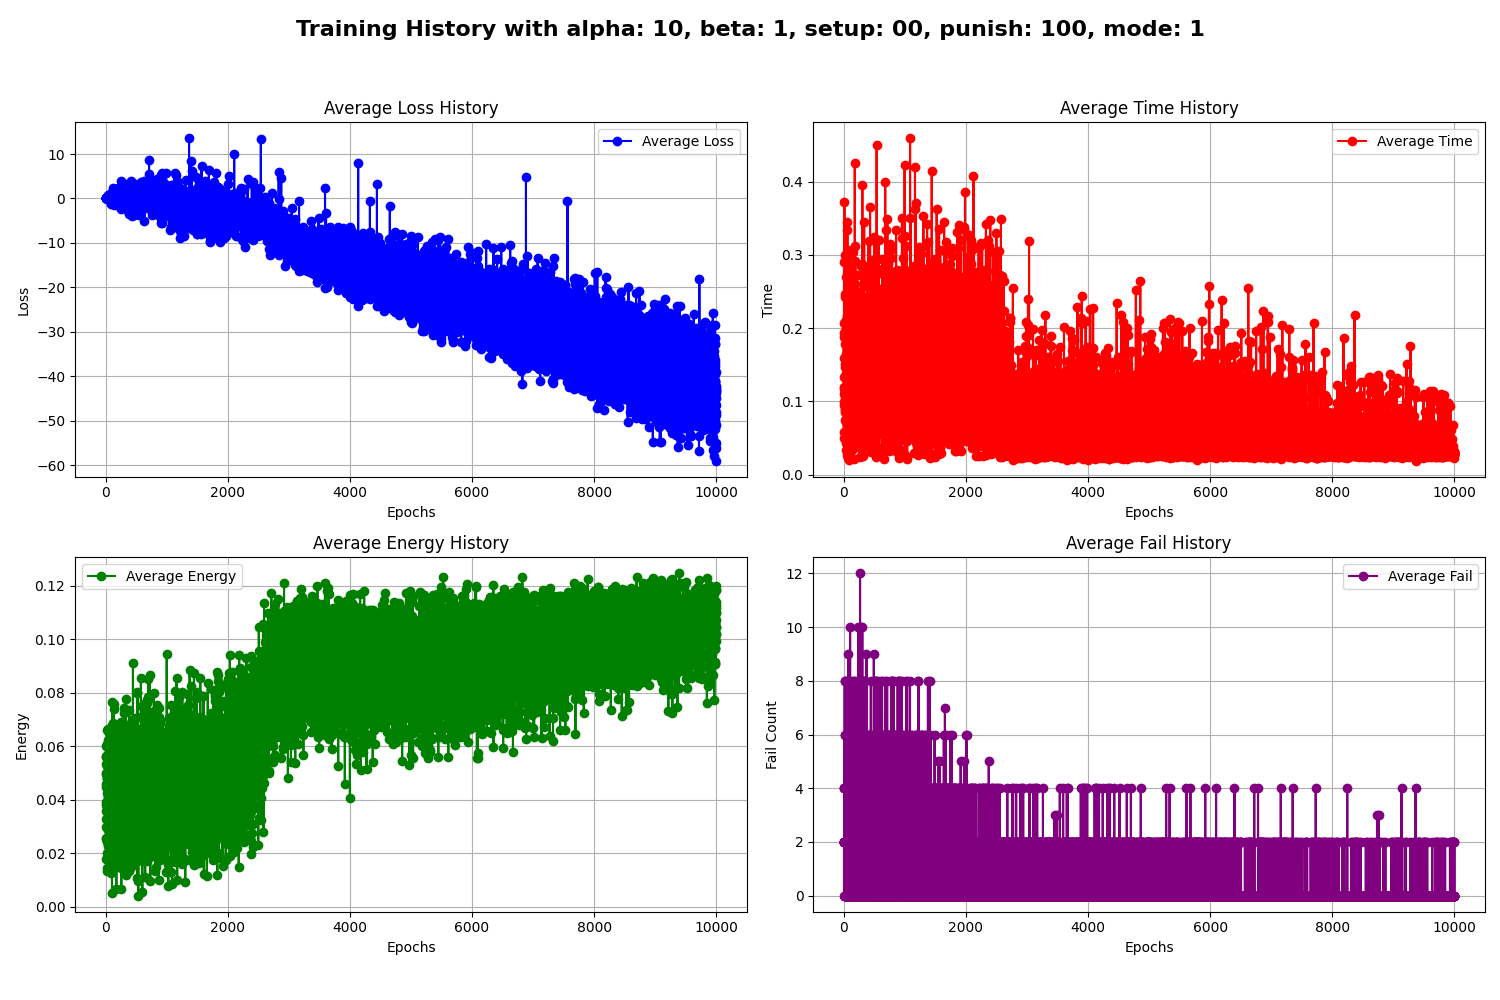 Training History with alpha: 10, beta: 1, setup: 00, punish: 100, mode: 1
Average Loss History
Average Loss
Loss
10
0
−10
−20
−30
−40
−50
−60
0 2000 4000 6000 8000 10000
Epochs
Average Time History
Average Time
Time
0.4
0.3
0.2
0.1
0.0
0 2000 4000 6000 8000 10000
Epochs
Average Energy History
Average Energy
Energy
0.12
0.10
0.08
0.06
0.04
0.02
0.00
0 2000 4000 6000 8000 10000
Epochs
Average Fail History
Average Fail
Fail Count
12
10
8
6
4
2
0
0 2000 4000 6000 8000 10000
Epochs